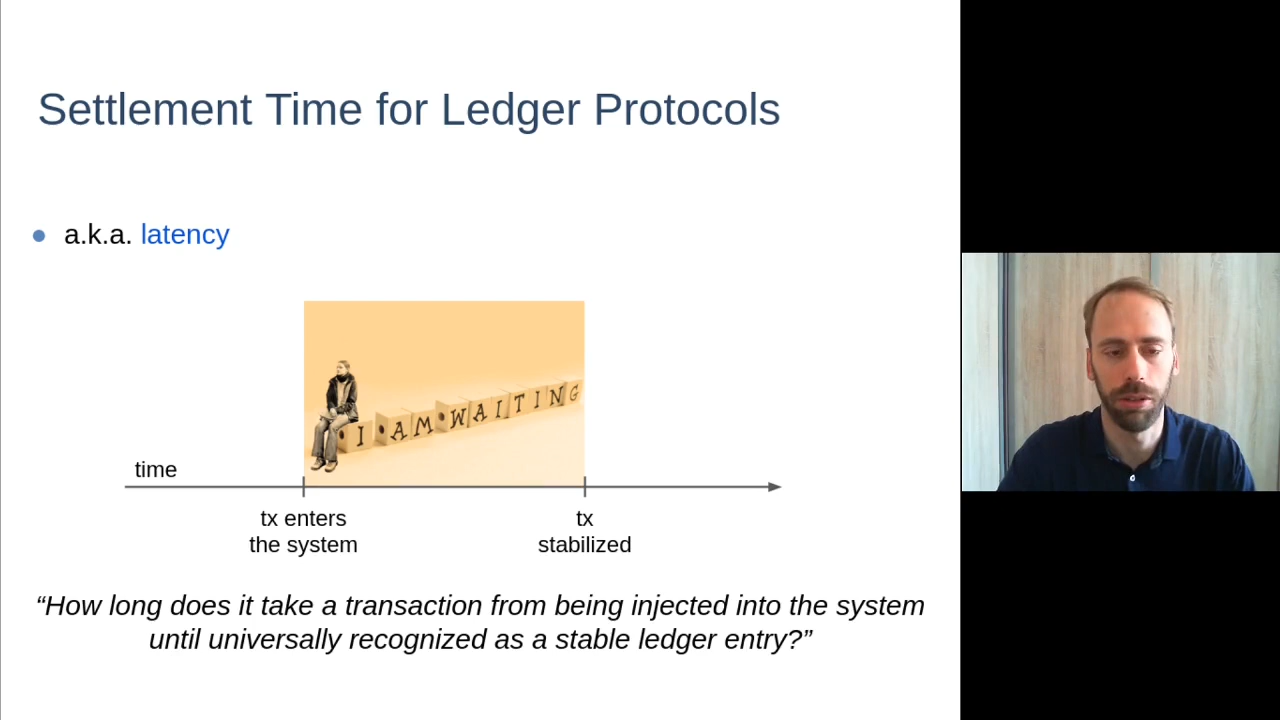 Settlement Time for Ledger Protocols
a.k.a. latency
I AM WAITING
time
tx enters
the system
tx
stabilized
“How long does it take a transaction from being injected into the system
until universally recognized as a stable ledger entry?”